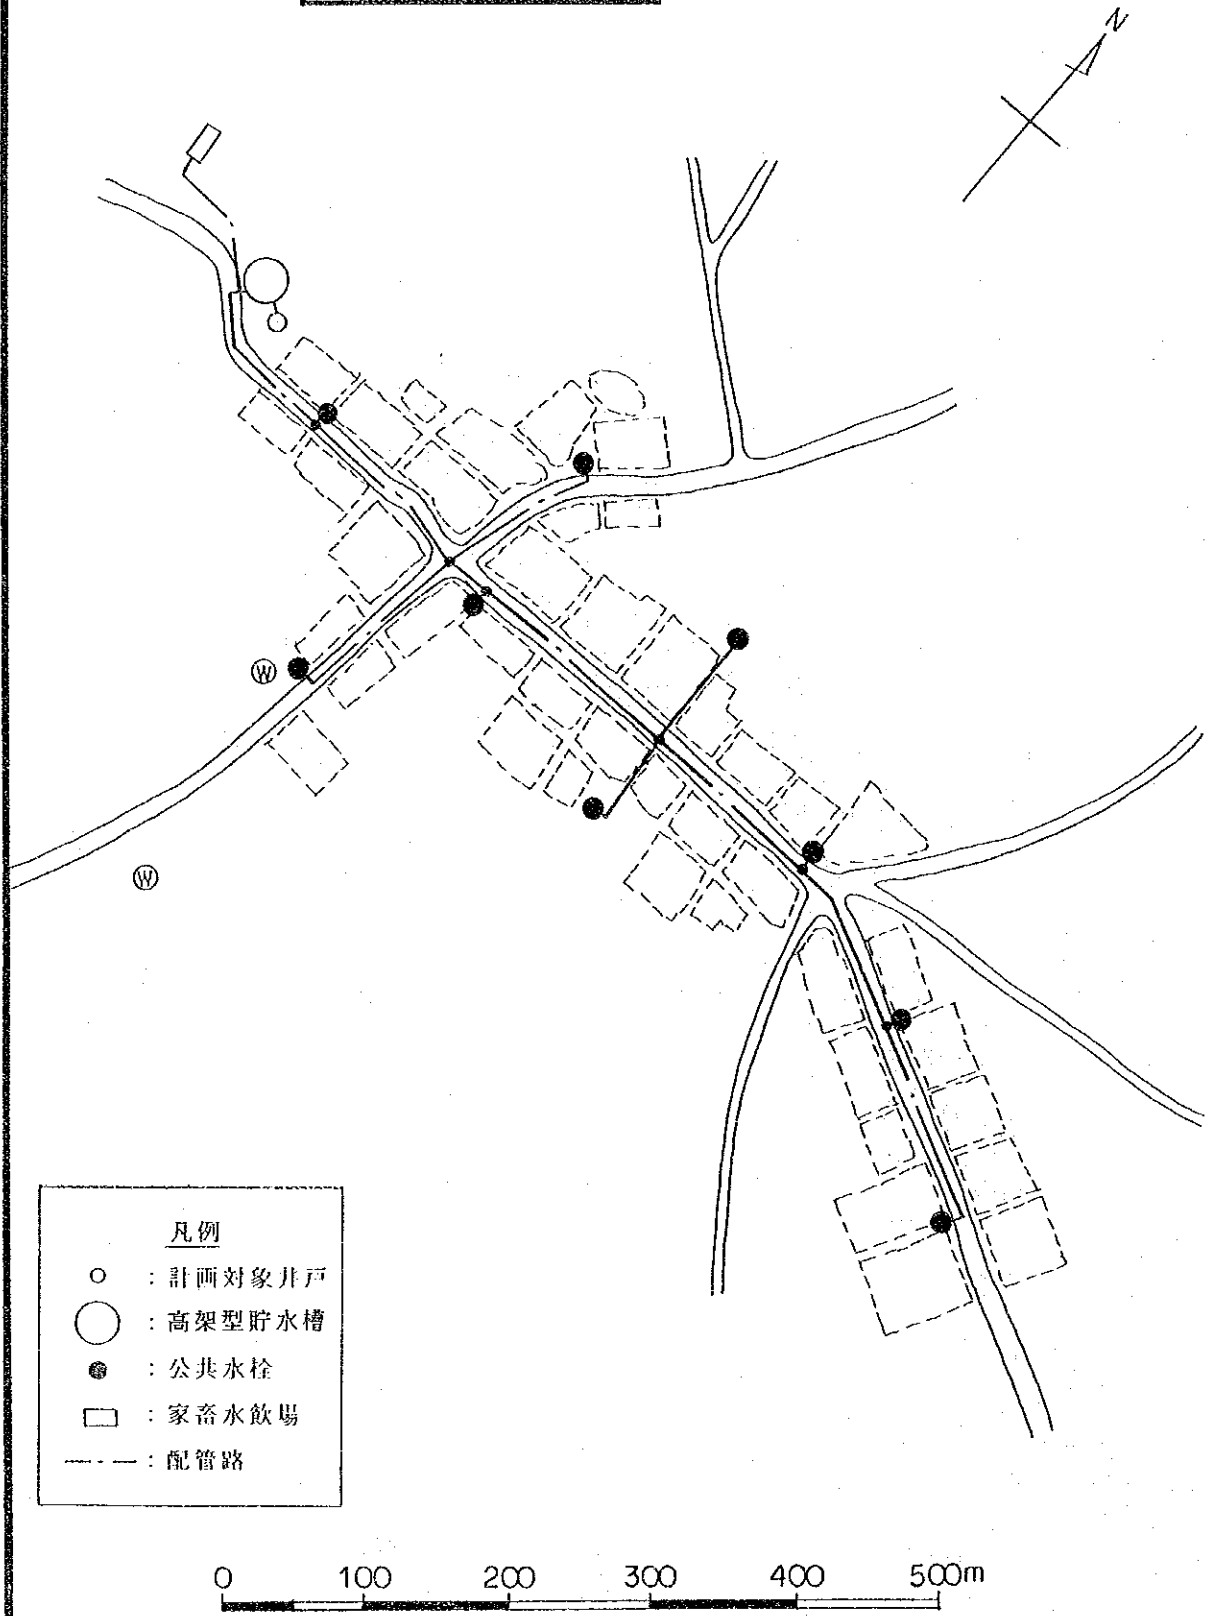 N
W
W
凡例
○ : 計画対象井戸
◯ : 高架型貯水槽
● : 公共水栓
▭ : 家畜水飲場
—·— : 配管路
0 100 200 300 400 500m